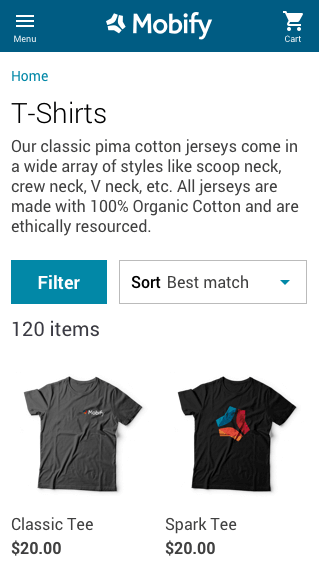 Mobify
Menu
Cart
Home
T-Shirts
Our classic pima cotton jerseys come in
a wide array of styles like scoop neck,
crew neck, V neck, etc. All jerseys are
made with 100% Organic Cotton and are
ethically resourced.
Filter
Sort Best match
120 items
Mobify
Classic Tee
$20.00
Spark Tee
$20.00